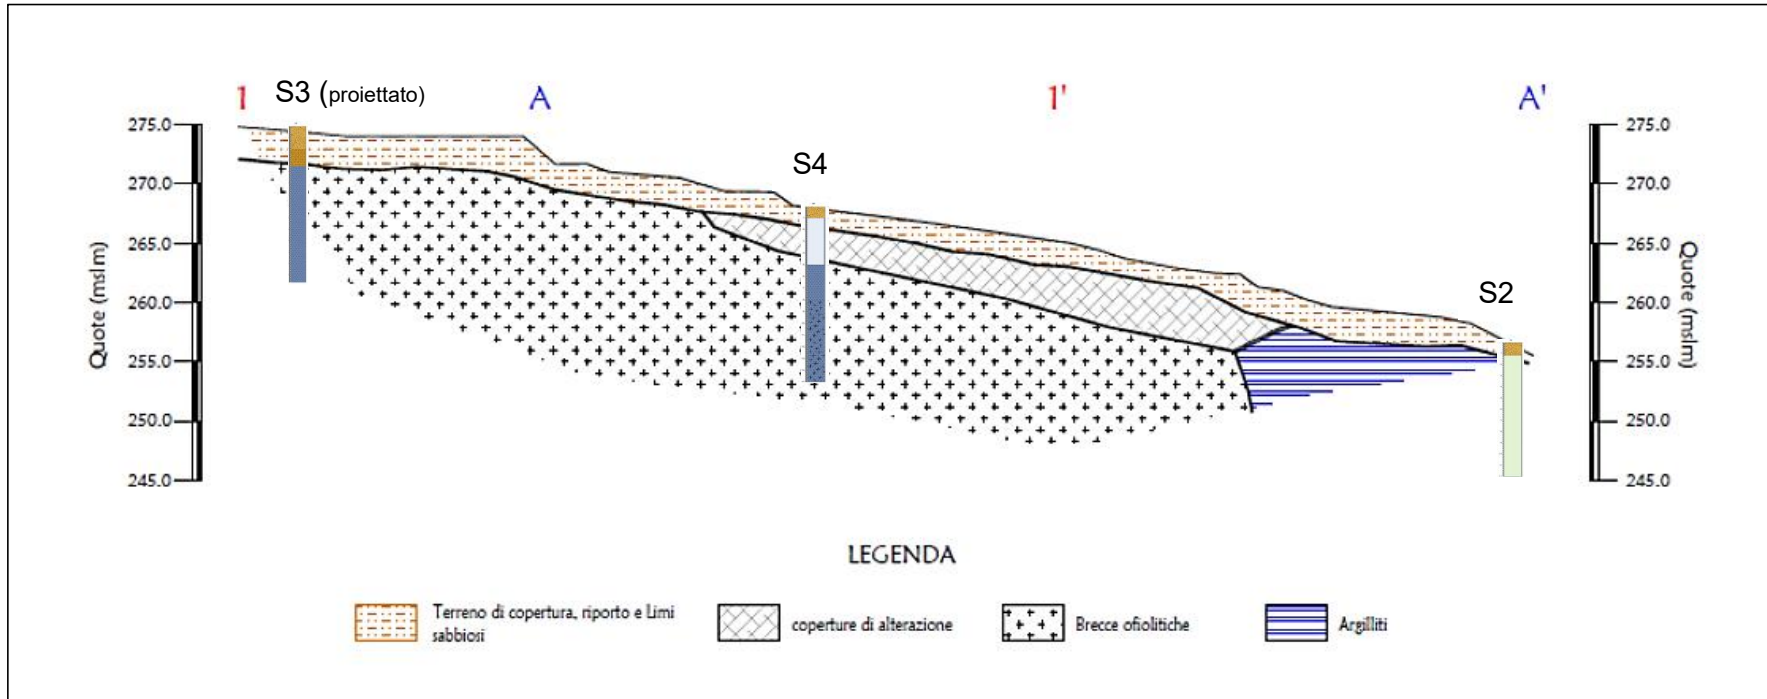 1 S3 (proiettato) A 1' A'
275.0 275.0
S4
270.0 270.0
265.0 265.0
Quote (mslm) Quote (mslm)
S2
260.0 260.0
255.0 255.0
250.0 250.0
245.0 245.0
LEGENDA
Terreno di copertura, riporto e Limi
sabbiosi
coperture di alterazione
Brecce ofiolitiche
Argilliti